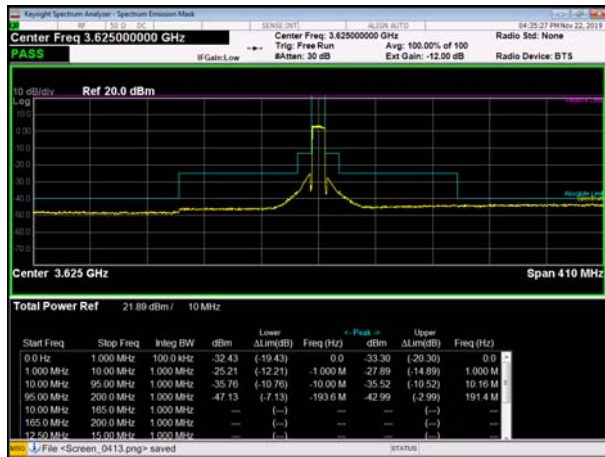 Keysight Spectrum Analyzer - Spectrum Emission Mask
RF 50 Ω DC SENSE:INT ALIGN AUTO 04:35:27 PM Nov 22, 2019
Center Freq 3.625000000 GHz Center Freq: 3.625000000 GHz Radio Std: None
PASS Trig: Free Run Avg: 100.00% of 100
IFGain:Low #Atten: 30 dB Ext Gain: -12.00 dB Radio Device: BTS
10 dB/div Ref 20.0 dBm
Log
10.0
0.00
-10.0
-20.0
-30.0
Absolute Limit
-40.0
Spectrum
-50.0
-60.0
-70.0
Center 3.625 GHz Span 410 MHz
Total Power Ref 21.89 dBm / 10 MHz
Lower <- Peak -> Upper
Start Freq Stop Freq Integ BW dBm ΔLim(dB) Freq (Hz) dBm ΔLim(dB) Freq (Hz)
0.0 Hz 1.000 MHz 100.0 kHz -32.43 (-19.43) 0.0 -33.30 (-20.30) 0.0
1.000 MHz 10.00 MHz 1.000 MHz -25.21 (-12.21) -1.000 M -27.89 (-14.89) 1.000 M
10.00 MHz 95.00 MHz 1.000 MHz -35.76 (-10.76) -10.00 M -35.52 (-10.52) 10.16 M
95.00 MHz 200.0 MHz 1.000 MHz -47.13 (-7.13) -193.6 M -42.99 (-2.99) 191.4 M
10.00 MHz 165.0 MHz 1.000 MHz --- (---) --- (---)
165.0 MHz 200.0 MHz 1.000 MHz --- (---) --- (---)
12.50 MHz 15.00 MHz 1.000 MHz --- (---) --- (---)
MSG File <Screen_0413.png> saved STATUS